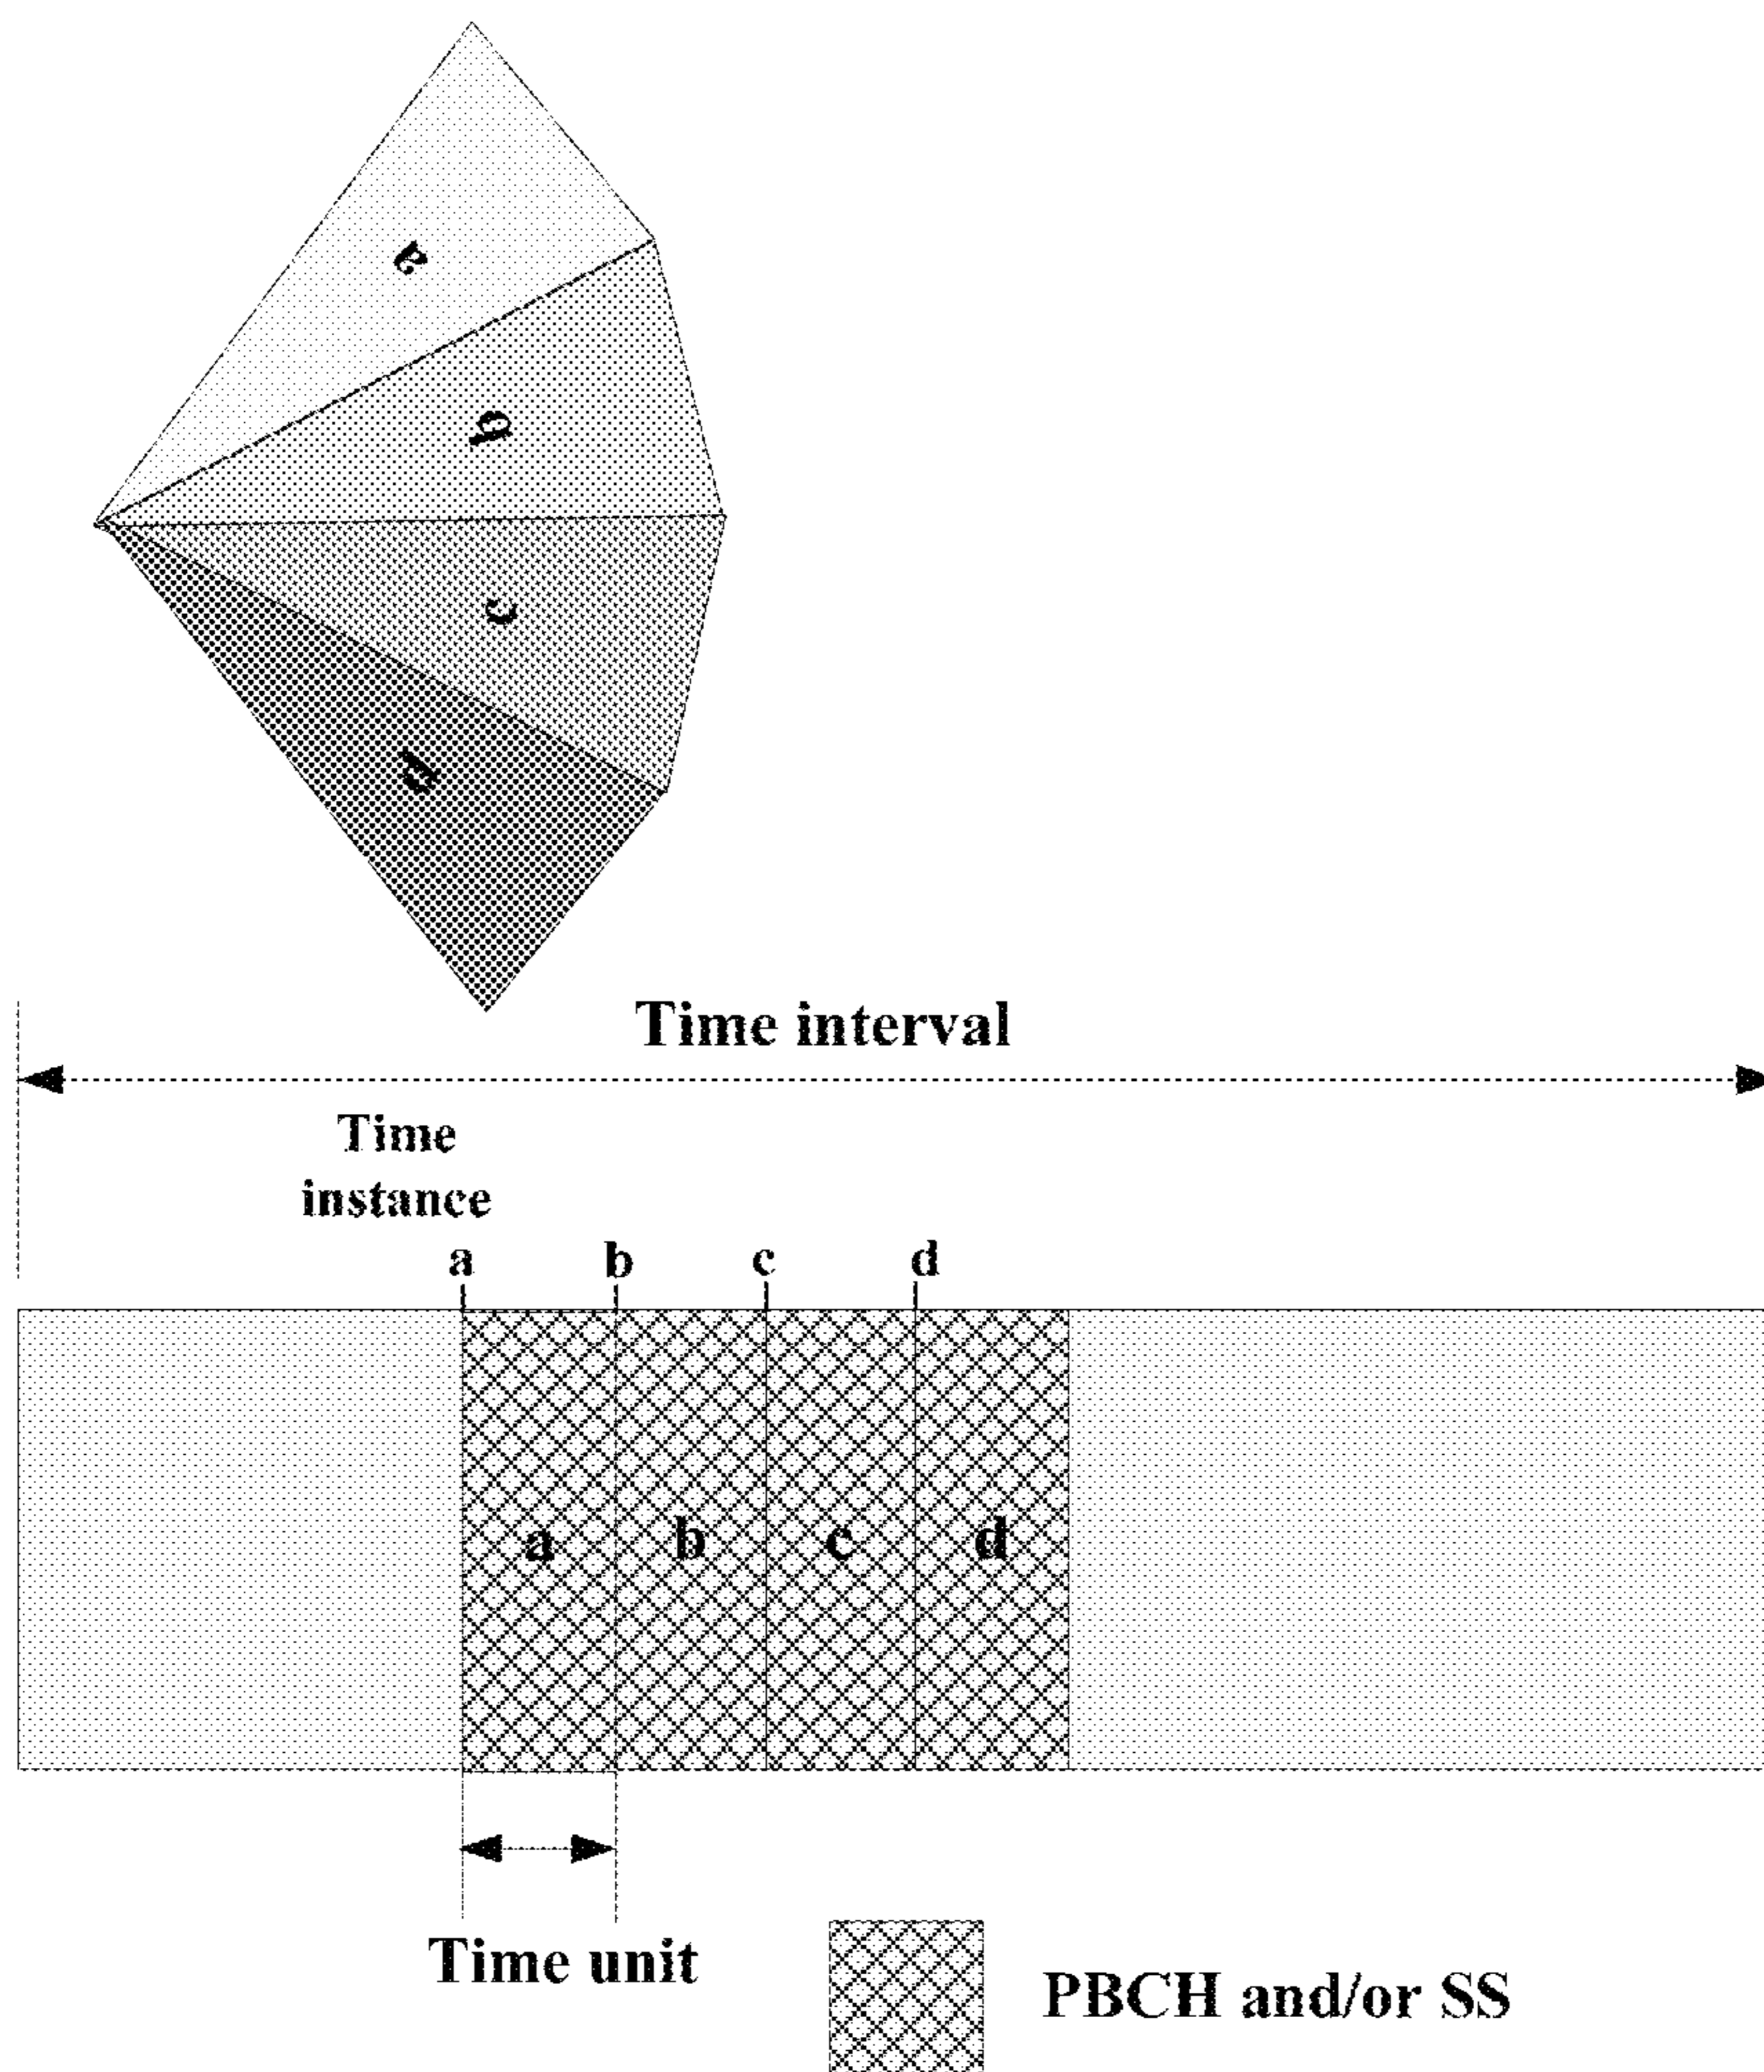 a
b
c
d
Time interval
Time
instance
a b c d
a b c d
Time unit
PBCH and/or SS